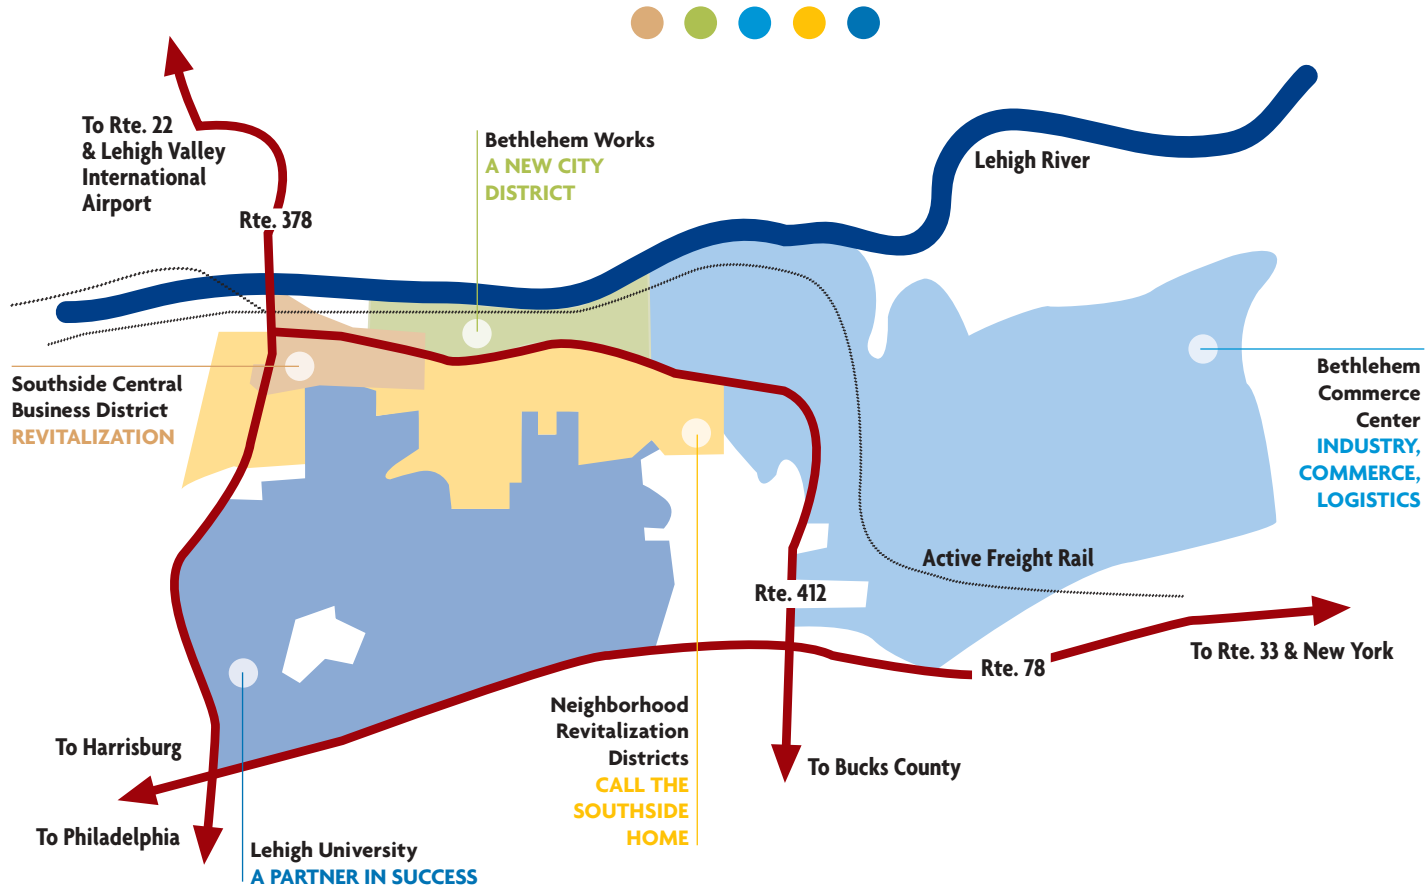 To Rte. 22
& Lehigh Valley
International
Airport
Rte. 378
Bethlehem Works
A NEW CITY
DISTRICT
Lehigh River
Southside Central
Business District
REVITALIZATION
Bethlehem
Commerce
Center
INDUSTRY,
COMMERCE,
LOGISTICS
Active Freight Rail
Rte. 412
To Rte. 33 & New York
Rte. 78
Neighborhood
Revitalization
Districts
CALL THE
SOUTHSIDE
HOME
To Harrisburg
To Bucks County
To Philadelphia
Lehigh University
A PARTNER IN SUCCESS